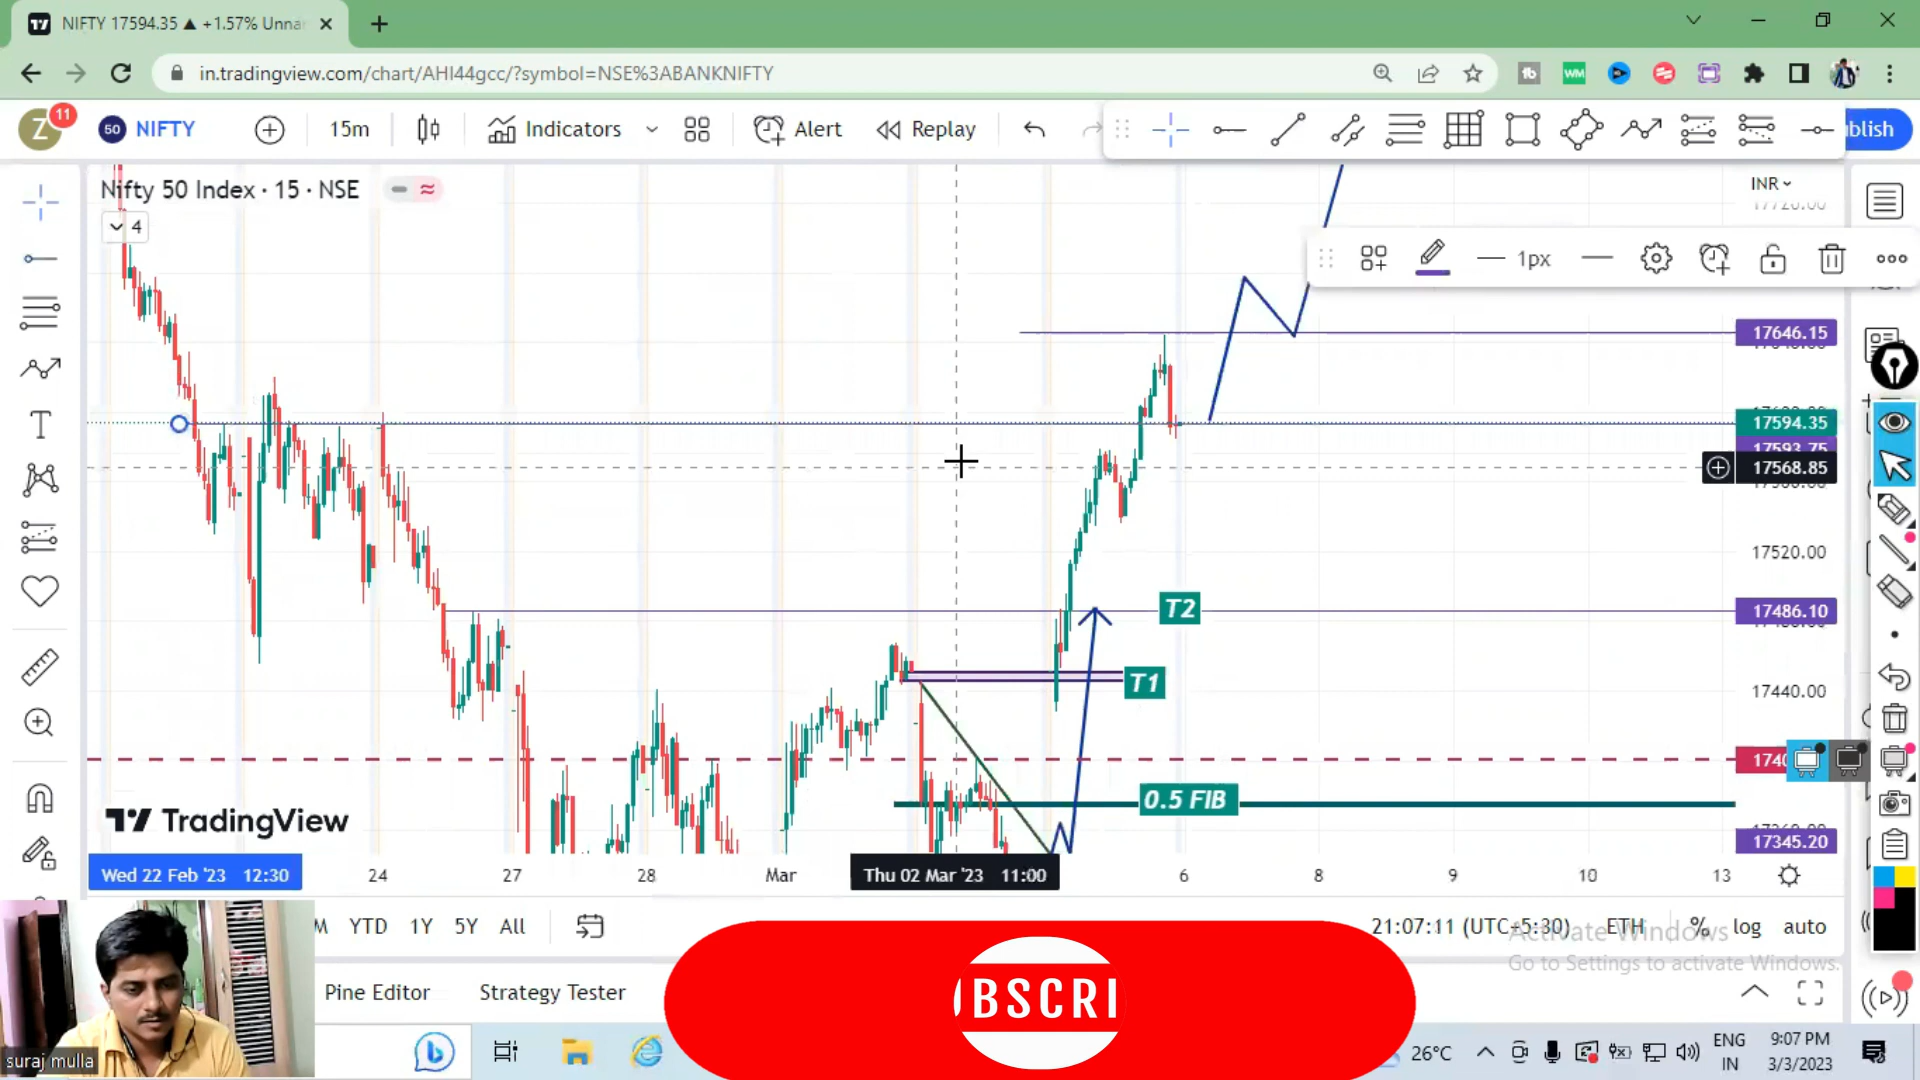 NIFTY 17594.35 ▲ +1.57% Unna
in.tradingview.com/chart/AHI44gcc/?symbol=NSE%3ABANKNIFTY
Z 11 50 NIFTY 15m Indicators Alert Replay blish
Nifty 50 Index · 15 · NSE
INR
4
1px
17646.15
17594.35
17593.75
17568.85
17520.00
T2
17486.10
T1
17440.00
0.5 FIB
17345.20
TradingView
Wed 22 Feb '23 12:30 24 27 28 Mar Thu 02 Mar '23 11:00 6 8 9 10 13
YTD 1Y 5Y All
21:07:11 (UTC+5:30) ETH % log auto
Activate Windows
Go to Settings to activate Windows.
Pine Editor Strategy Tester
BSCRI
suraj mulla
26°C
ENG
IN
9:07 PM
3/3/2023